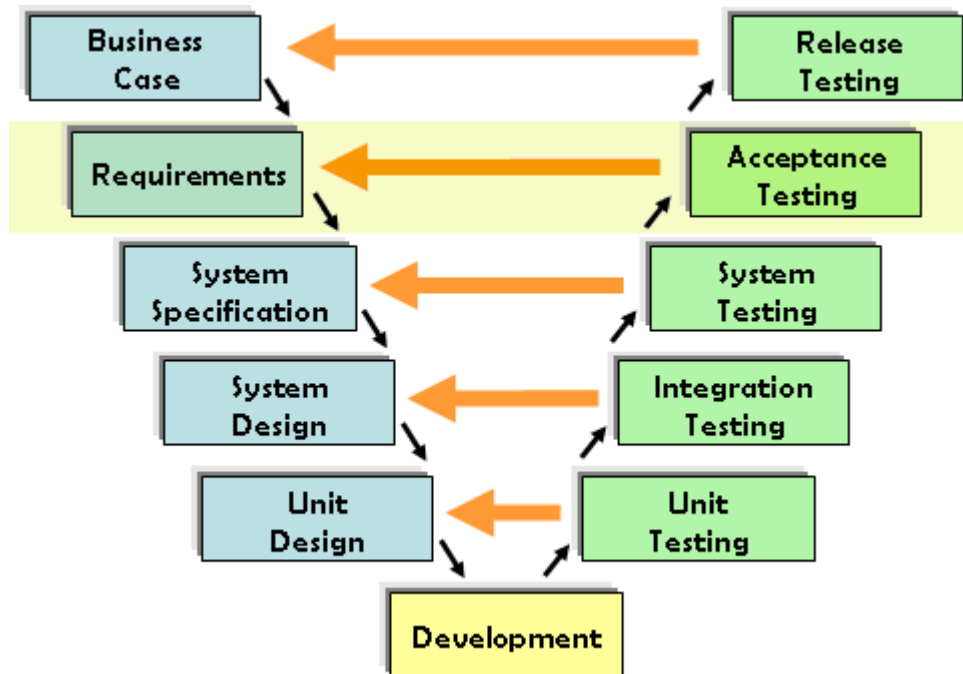 Business
Case
Release
Testing
Requirements
Acceptance
Testing
System
Specification
System
Testing
System
Design
Integration
Testing
Unit
Design
Unit
Testing
Development